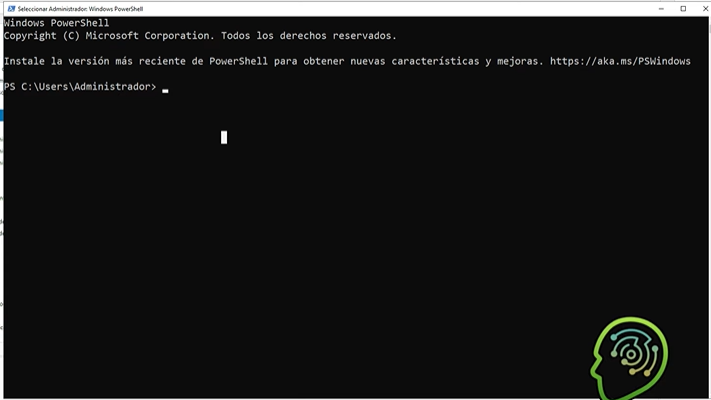 Seleccionar Administrador: Windows PowerShell
Windows PowerShell
Copyright (C) Microsoft Corporation. Todos los derechos reservados.
Instale la versión más reciente de PowerShell para obtener nuevas características y mejoras. https://aka.ms/PSWindows
PS C:\Users\Administrador>